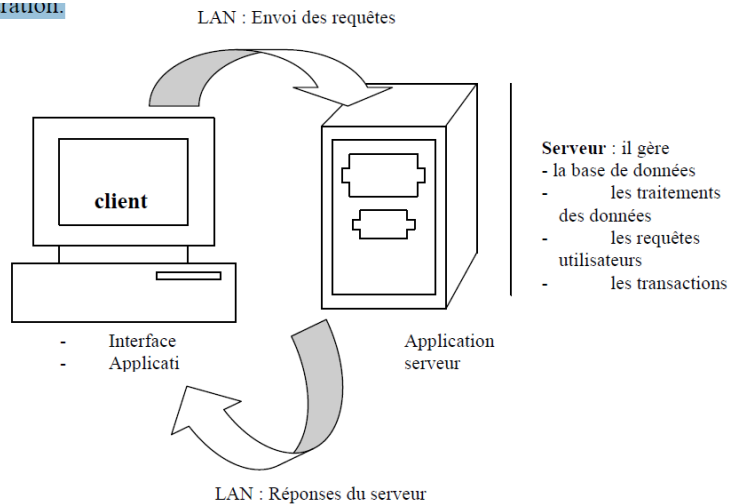 ration.
LAN : Envoi des requêtes
client
Serveur : il gère
- la base de données
- les traitements
des données
- les requêtes
utilisateurs
- les transactions
- Interface
- Applicati
Application
serveur
LAN : Réponses du serveur